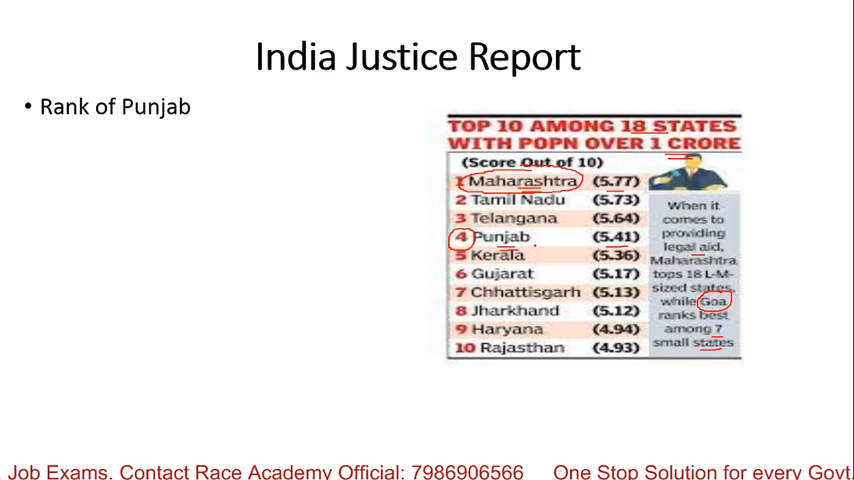 India Justice Report
• Rank of Punjab
TOP 10 AMONG 18 STATES
WITH POPN OVER 1 CRORE
(Score Out of 10)
1 Maharashtra (5.77)
2 Tamil Nadu (5.73)
3 Telangana (5.64)
4 Punjab (5.41)
5 Kerala (5.36)
6 Gujarat (5.17)
7 Chhattisgarh (5.13)
8 Jharkhand (5.12)
9 Haryana (4.94)
10 Rajasthan (4.93)
When it
comes to
providing
legal aid,
Maharashtra
tops 18 L-M-
sized states,
while Goa
ranks best
among 7
small states
Job Exams. Contact Race Academy Official: 7986906566 One Stop Solution for every Govt.